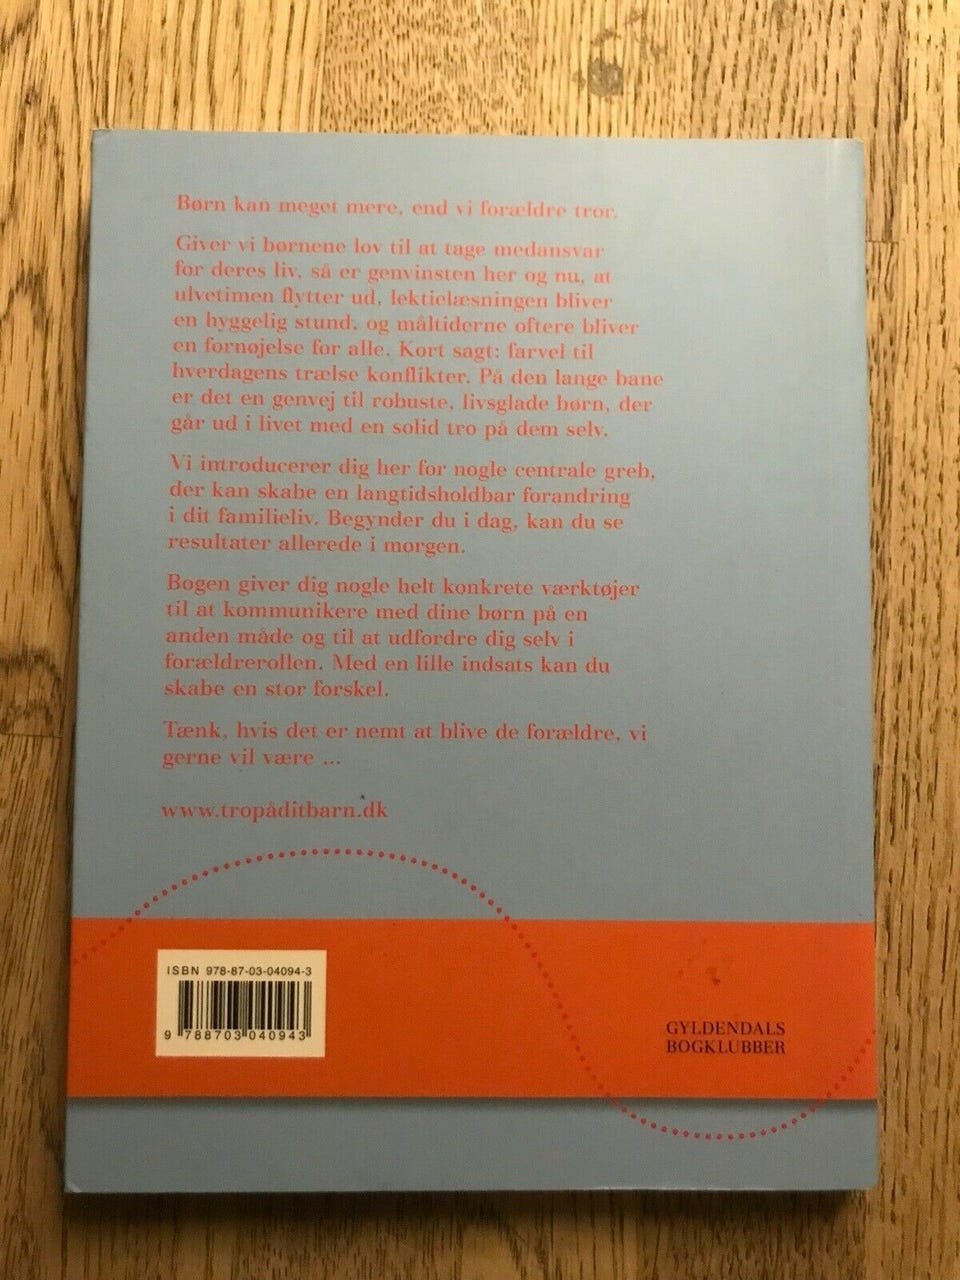 Børn kan meget mere, end vi forældre tror.
Giver vi børnene lov til at tage medansvar
for deres liv, så er genvinsten her og nu, at
ulvetimen flytter ud, lektielæsningen bliver
en hyggelig stund, og måltiderne oftere bliver
en fornøjelse for alle. Kort sagt: farvel til
hverdagens trælse konflikter. På den lange bane
er det en genvej til robuste, livsglade børn, der
går ud i livet med en solid tro på dem selv.
Vi introducerer dig her for nogle centrale greb,
der kan skabe en langtidsholdbar forandring
i dit familieliv. Begynder du i dag, kan du se
resultater allerede i morgen.
Bogen giver dig nogle helt konkrete værktøjer
til at kommunikere med dine børn på en
anden måde og til at udfordre dig selv i
forældrerollen. Med en lille indsats kan du
skabe en stor forskel.
Tænk, hvis det er nemt at blive de forældre, vi
gerne vil være ...
www.tropåditbarn.dk
ISBN 978-87-03-04094-3
9 788703 040943
GYLDENDALS
BOGKLUBBER